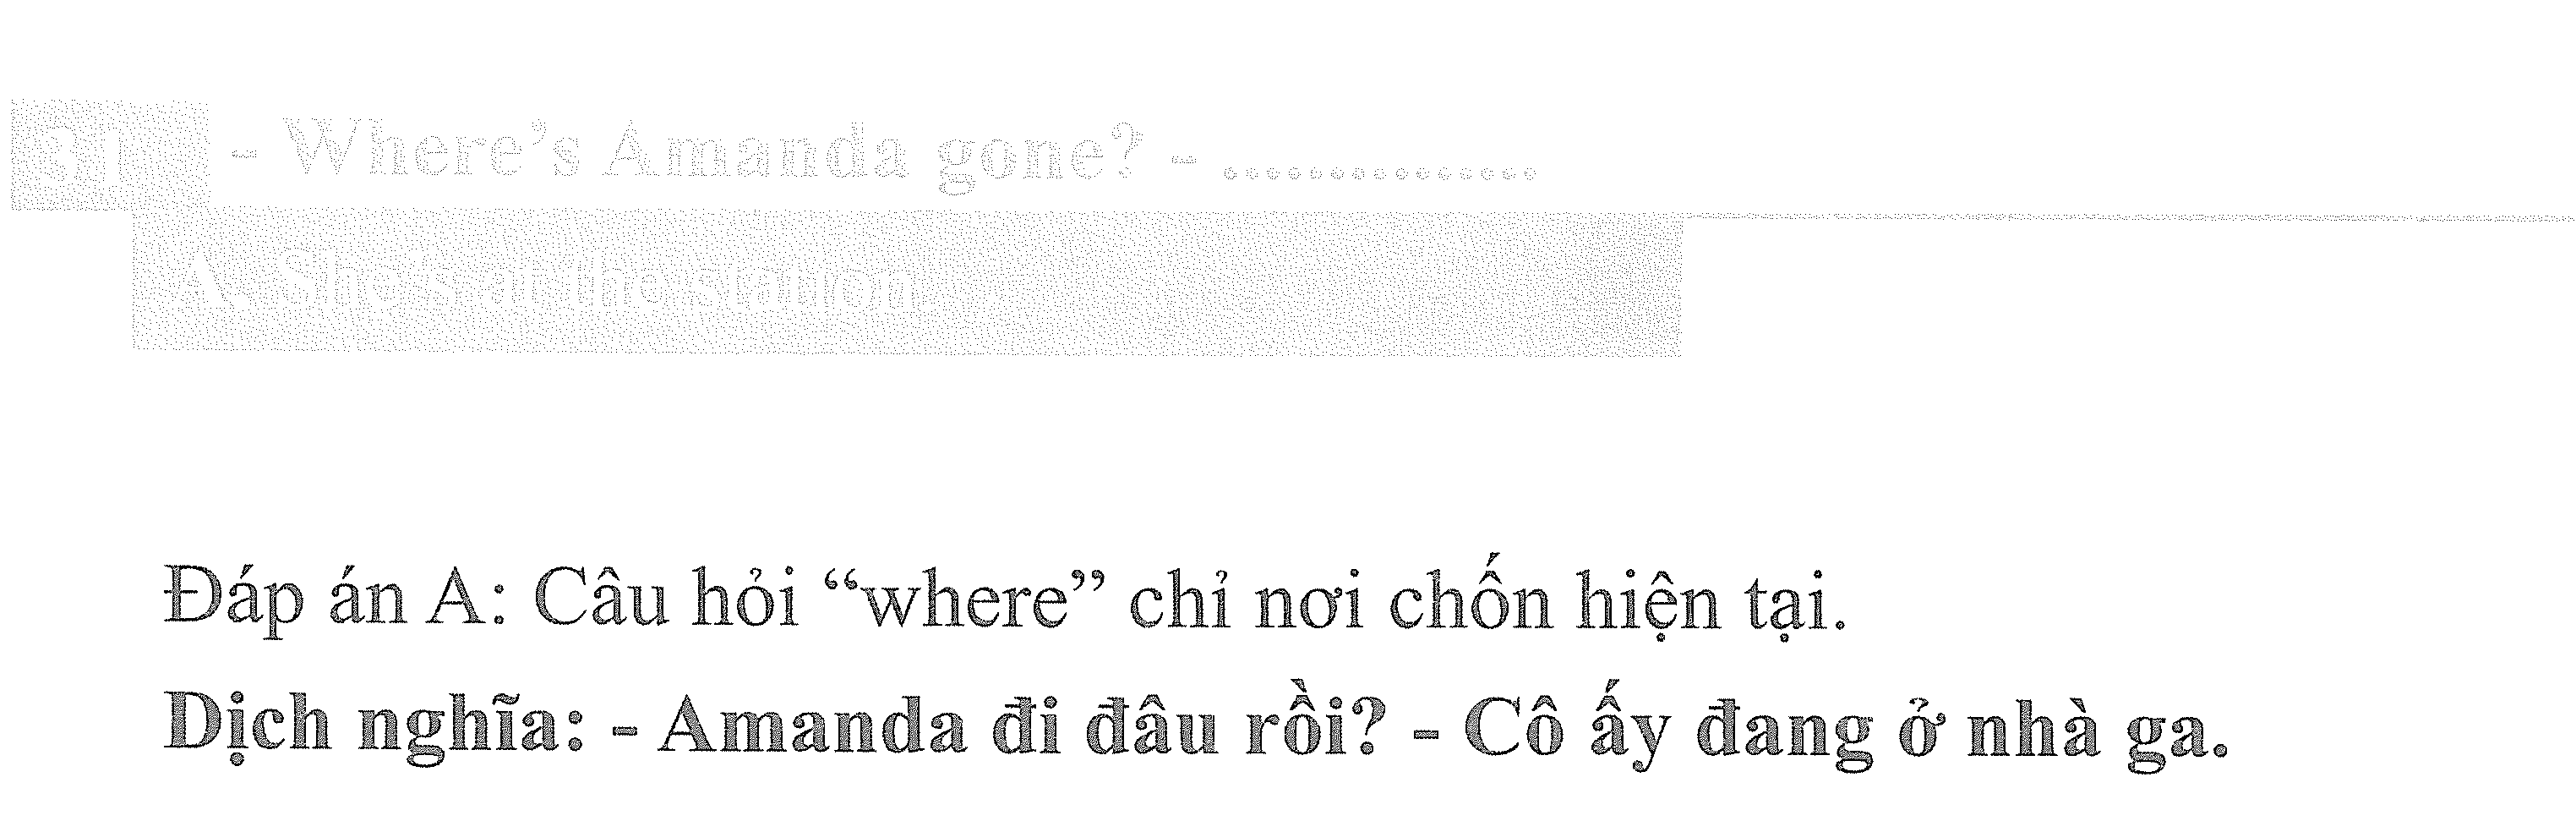 31. - Where’s Amanda gone? - ...............
A. She's at the station
Đáp án A: Câu hỏi “where” chỉ nơi chốn hiện tại.
Dịch nghĩa: - Amanda đi đâu rồi? - Cô ấy đang ở nhà ga.